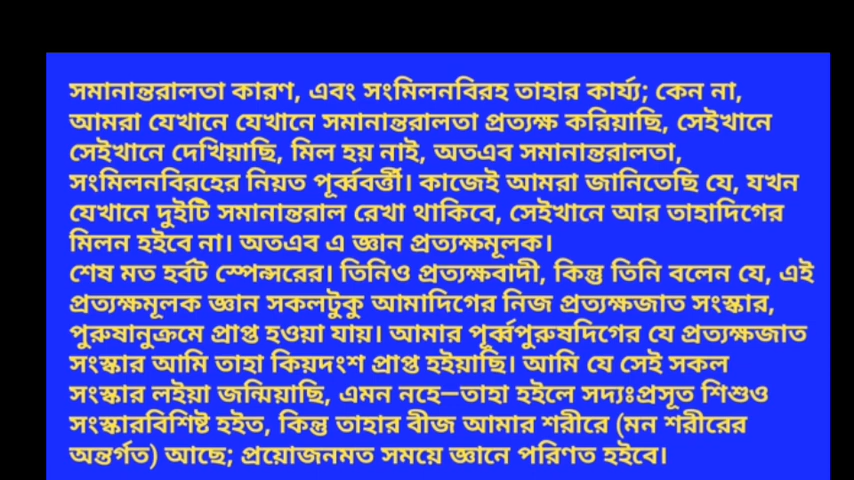 সমানান্তরালতা কারণ, এবং সংমিলনবিরহ তাহার কার্য্য; কেন না,
আমরা যেখানে যেখানে সমানান্তরালতা প্রত্যক্ষ করিয়াছি, সেইখানে
সেইখানে দেখিয়াছি, মিল হয় নাই, অতএব সমানান্তরালতা,
সংমিলনবিরহের নিয়ত পূর্ব্ববর্ত্তী। কাজেই আমরা জানিতেছি যে, যখন
যেখানে দুইটি সমানান্তরাল রেখা থাকিবে, সেইখানে আর তাহাদিগের
মিলন হইবে না। অতএব এ জ্ঞান প্রত্যক্ষমূলক।
শেষ মত হর্বট স্পেন্সরের। তিনিও প্রত্যক্ষবাদী, কিন্তু তিনি বলেন যে, এই
প্রত্যক্ষমূলক জ্ঞান সকলটুকু আমাদিগের নিজ প্রত্যক্ষজাত সংস্কার,
পুরুষানুক্রমে প্রাপ্ত হওয়া যায়। আমার পূর্ব্বপুরুষদিগের যে প্রত্যক্ষজাত
সংস্কার আমি তাহা কিয়দংশ প্রাপ্ত হইয়াছি। আমি যে সেই সকল
সংস্কার লইয়া জন্মিয়াছি, এমন নহে—তাহা হইলে সদ্যঃপ্রসূত শিশুও
সংস্কারবিশিষ্ট হইত, কিন্তু তাহার বীজ আমার শরীরে (মন শরীরের
অন্তর্গত) আছে; প্রয়োজনমত সময়ে জ্ঞানে পরিণত হইবে।